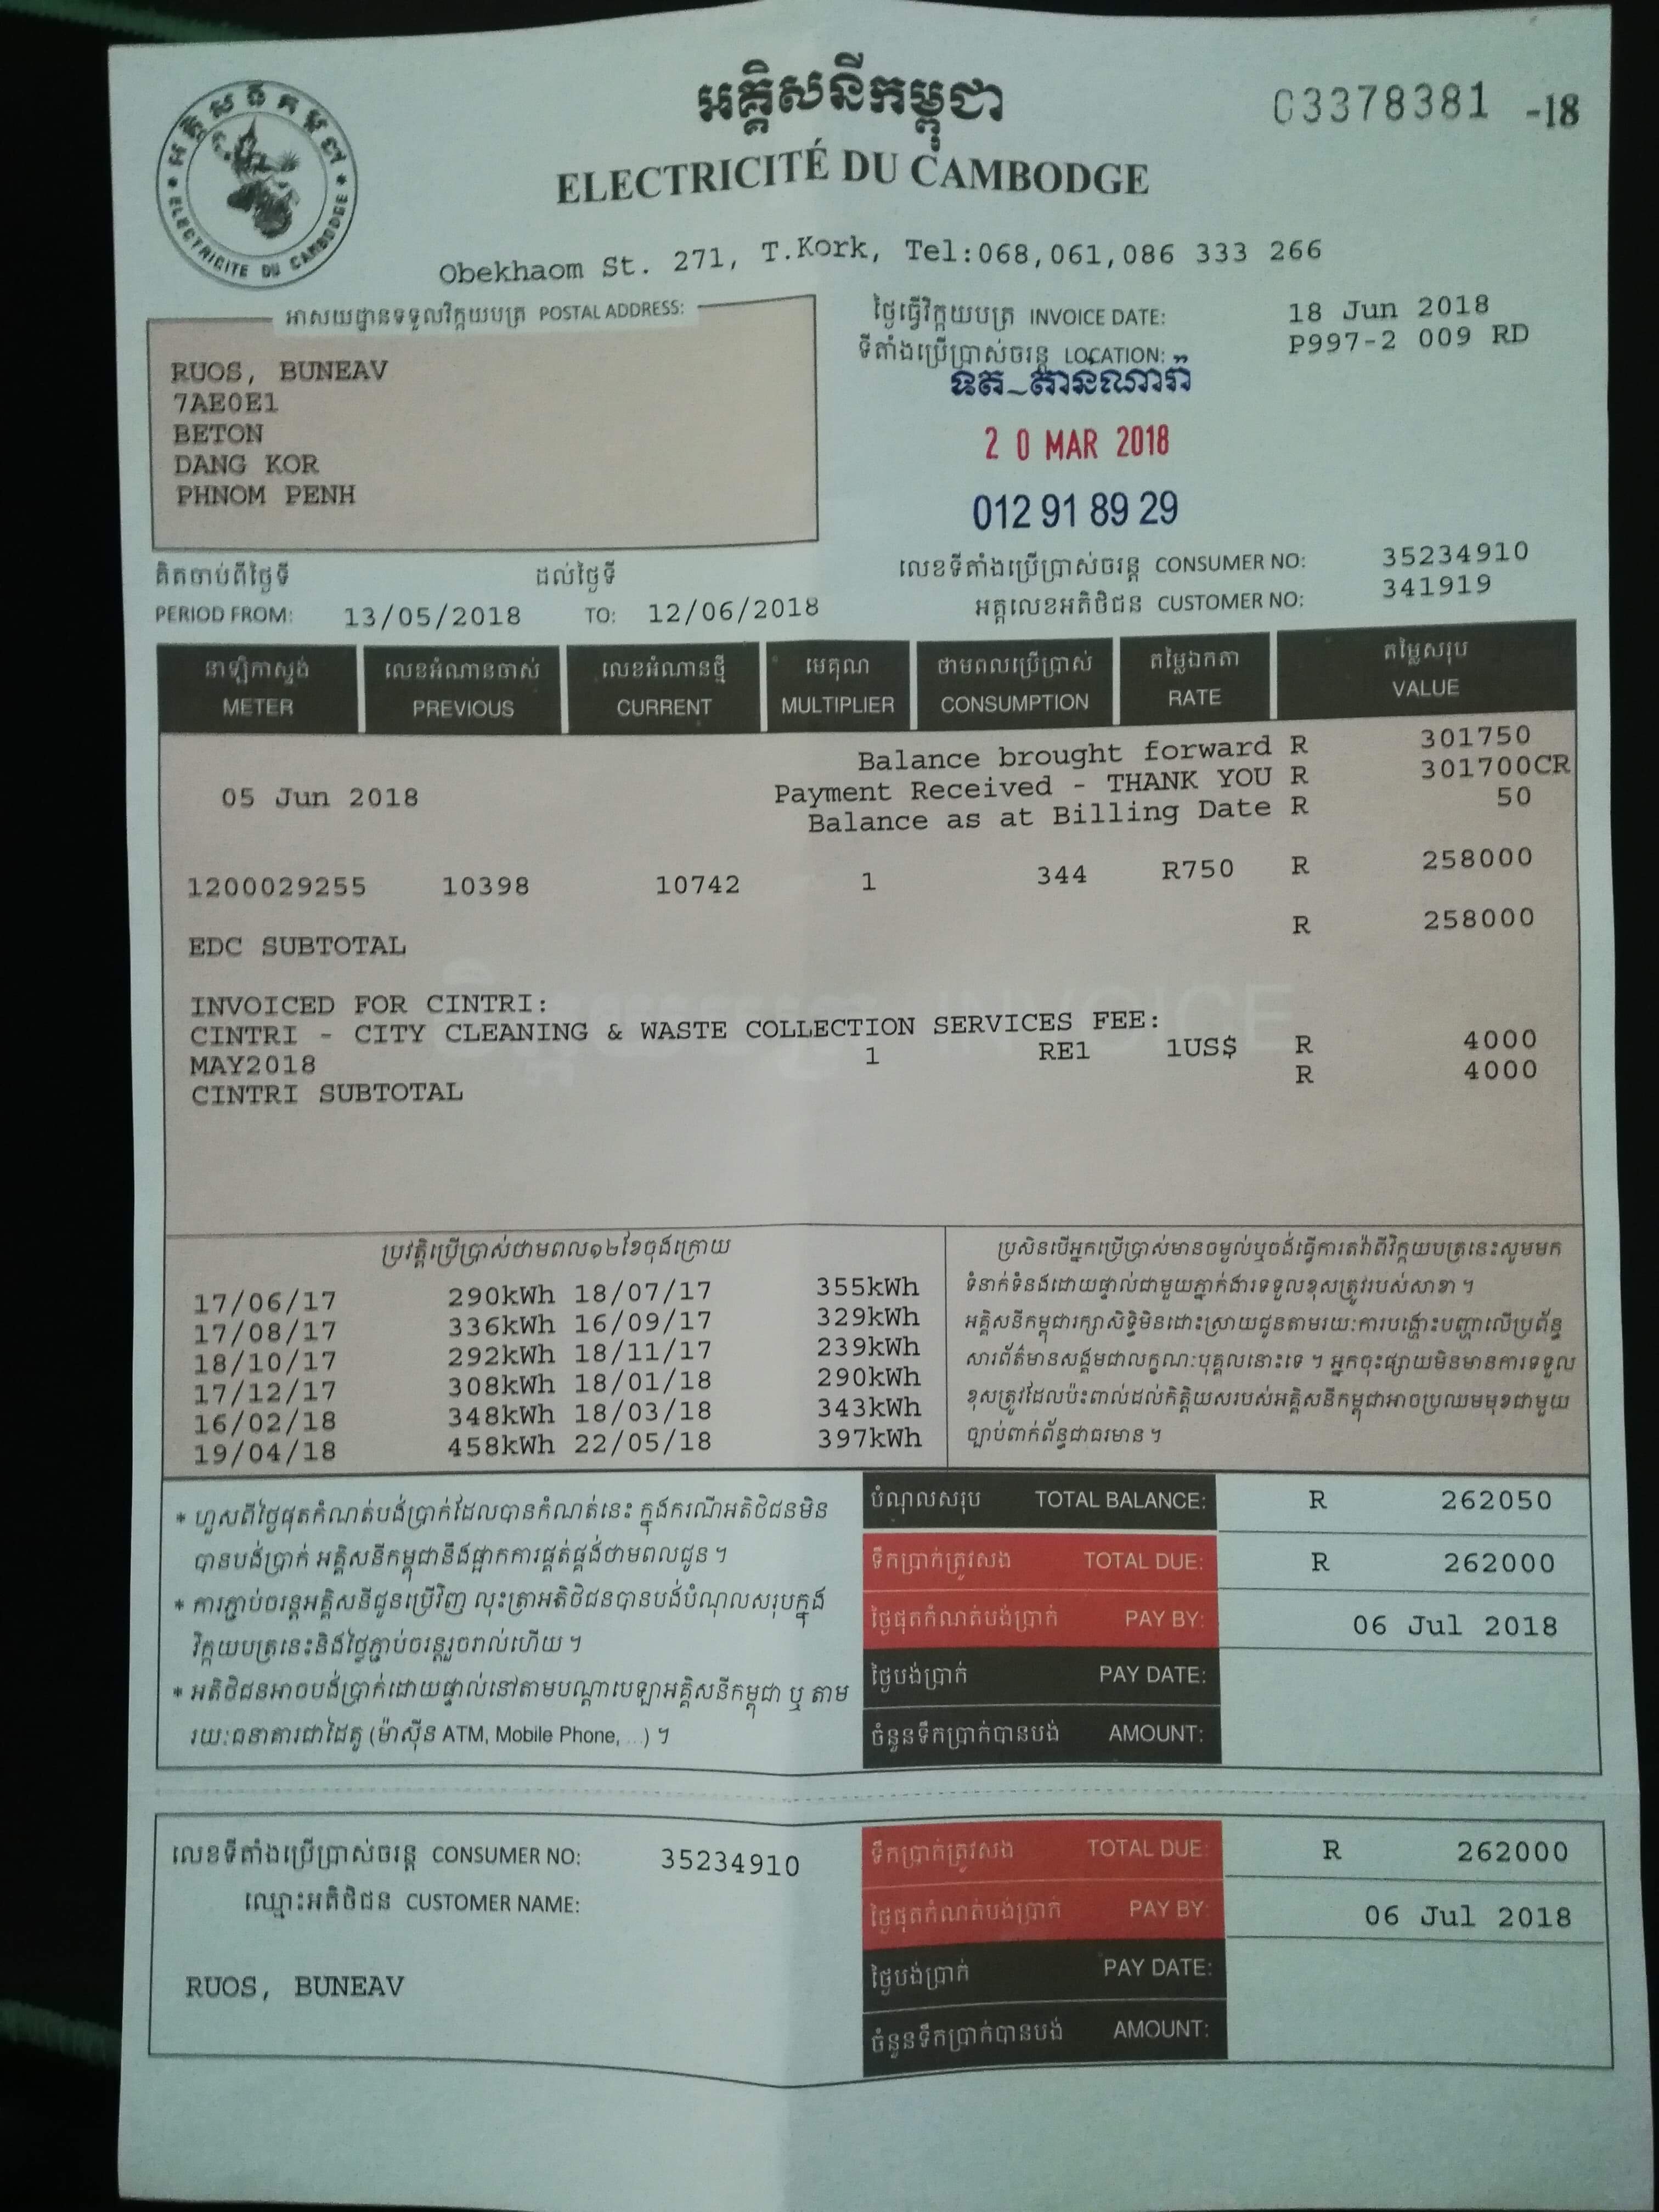 អគ្គិសនីកម្ពុជា
03378381 -18
ELECTRICITÉ DU CAMBODGE
ELECTRICITE DU CAMBODGE
Obekhaom St. 271, T.Kork, Tel:068,061,086 333 266
អាសយដ្ឋានទទួលវិក្កយបត្រ POSTAL ADDRESS:
RUOS, BUNEAV
7AE0E1
BETON
DANG KOR
PHNOM PENH
ថ្ងៃធ្វើវិក្កយបត្រ INVOICE DATE: 18 Jun 2018
ទីតាំងប្រើប្រាស់ចរន្ត LOCATION: P997-2 009 RD
20 MAR 2018
012 91 89 29
គិតចាប់ពីថ្ងៃទី ដល់ថ្ងៃទី
PERIOD FROM: 13/05/2018 TO: 12/06/2018
លេខទីតាំងប្រើប្រាស់ចរន្ត CONSUMER NO: 35234910
អត្តលេខអតិថិជន CUSTOMER NO: 341919
នាឡិកាស្ទង់ លេខអំណានចាស់ លេខអំណានថ្មី មេគុណ ថាមពលប្រើប្រាស់ តម្លៃឯកតា តម្លៃសរុប
METER PREVIOUS CURRENT MULTIPLIER CONSUMPTION RATE VALUE
Balance brought forward R 301750
05 Jun 2018 Payment Received - THANK YOU R 301700CR
Balance as at Billing Date R 50
1200029255 10398 10742 1 344 R750 R 258000
EDC SUBTOTAL R 258000
INVOICE
INVOICED FOR CINTRI:
CINTRI - CITY CLEANING & WASTE COLLECTION SERVICES FEE:
MAY2018 1 RE1 1US$ R 4000
CINTRI SUBTOTAL R 4000
ប្រវត្តិប្រើប្រាស់ថាមពល១២ខែចុងក្រោយ
17/06/17 290kWh 18/07/17 355kWh
17/08/17 336kWh 16/09/17 329kWh
18/10/17 292kWh 18/11/17 239kWh
17/12/17 308kWh 18/01/18 290kWh
16/02/18 348kWh 18/03/18 343kWh
19/04/18 458kWh 22/05/18 397kWh
ប្រសិនបើអ្នកប្រើប្រាស់មានចម្ងល់ឬចង់ធ្វើការតវ៉ាពីវិក្កយបត្រនេះសូមមក
ទំនាក់ទំនងដោយផ្ទាល់ជាមួយភ្នាក់ងារទទួលខុសត្រូវរបស់សាខា ។
អគ្គិសនីកម្ពុជារក្សាសិទ្ធិមិនដោះស្រាយជូនតាមរយៈការបង្ហោះបញ្ហាលើប្រព័ន្ធ
សារព័ត៌មានសង្គមជាលក្ខណៈបុគ្គលនោះទេ ។ អ្នកចុះផ្សាយមិនមានការទទួល
ខុសត្រូវដែលប៉ះពាល់ដល់កិត្តិយសរបស់អគ្គិសនីកម្ពុជាអាចប្រឈមមុខជាមួយ
ច្បាប់ពាក់ព័ន្ធជាធរមាន ។
* ហួសពីថ្ងៃផុតកំណត់បង់ប្រាក់ដែលបានកំណត់នេះ ក្នុងករណីអតិថិជនមិន
បានបង់ប្រាក់ អគ្គិសនីកម្ពុជានឹងផ្អាកការផ្គត់ផ្គង់ថាមពលជូន ។
* ការភ្ជាប់ចរន្តអគ្គិសនីជូនប្រើវិញ លុះត្រាអតិថិជនបានបង់បំណុលសរុបក្នុង
វិក្កយបត្រនេះនិងថ្លៃភ្ជាប់ចរន្តរួចរាល់ហើយ ។
* អតិថិជនអាចបង់ប្រាក់ដោយផ្ទាល់នៅតាមបណ្តាបេឡាអគ្គិសនីកម្ពុជា ឬ តាម
រយៈធនាគារជាដៃគូ (ម៉ាស៊ីន ATM, Mobile Phone, ...) ។
បំណុលសរុប TOTAL BALANCE: R 262050
ទឹកប្រាក់ត្រូវសង TOTAL DUE: R 262000
ថ្ងៃផុតកំណត់បង់ប្រាក់ PAY BY: 06 Jul 2018
ថ្ងៃបង់ប្រាក់ PAY DATE:
ចំនួនទឹកប្រាក់បានបង់ AMOUNT:
លេខទីតាំងប្រើប្រាស់ចរន្ត CONSUMER NO: 35234910
ឈ្មោះអតិថិជន CUSTOMER NAME:
RUOS, BUNEAV
ទឹកប្រាក់ត្រូវសង TOTAL DUE: R 262000
ថ្ងៃផុតកំណត់បង់ប្រាក់ PAY BY: 06 Jul 2018
ថ្ងៃបង់ប្រាក់ PAY DATE:
ចំនួនទឹកប្រាក់បានបង់ AMOUNT: